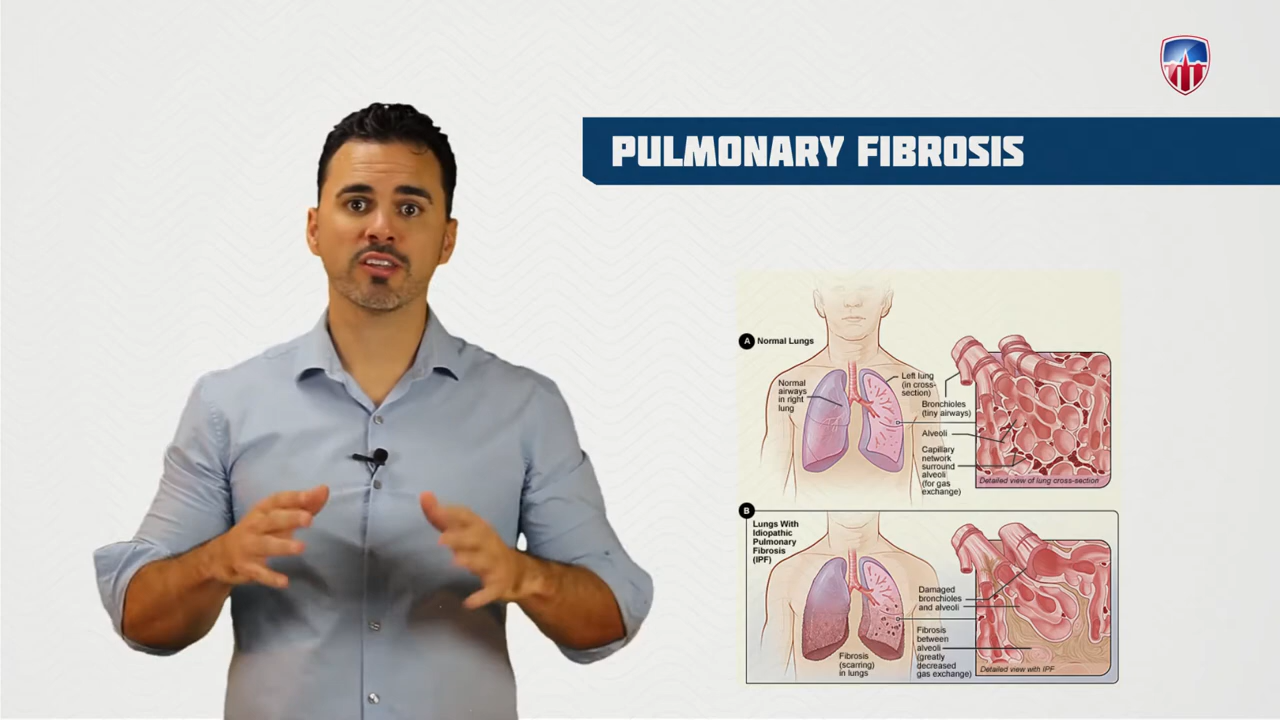 PULMONARY FIBROSIS
A
Normal Lungs
Normal
airways
in right
lung
Left lung
(in cross-
section)
Bronchioles
(tiny airways)
Alveoli
Capillary
network
surround
alveoli
(for gas
exchange)
Detailed view of lung cross-section
B
Lungs With
Idiopathic
Pulmonary
Fibrosis
(IPF)
Damaged
bronchioles
and alveoli
Fibrosis
between
alveoli
(greatly
decreased
gas exchange)
Fibrosis
(scarring)
in lungs
Detailed view with IPF